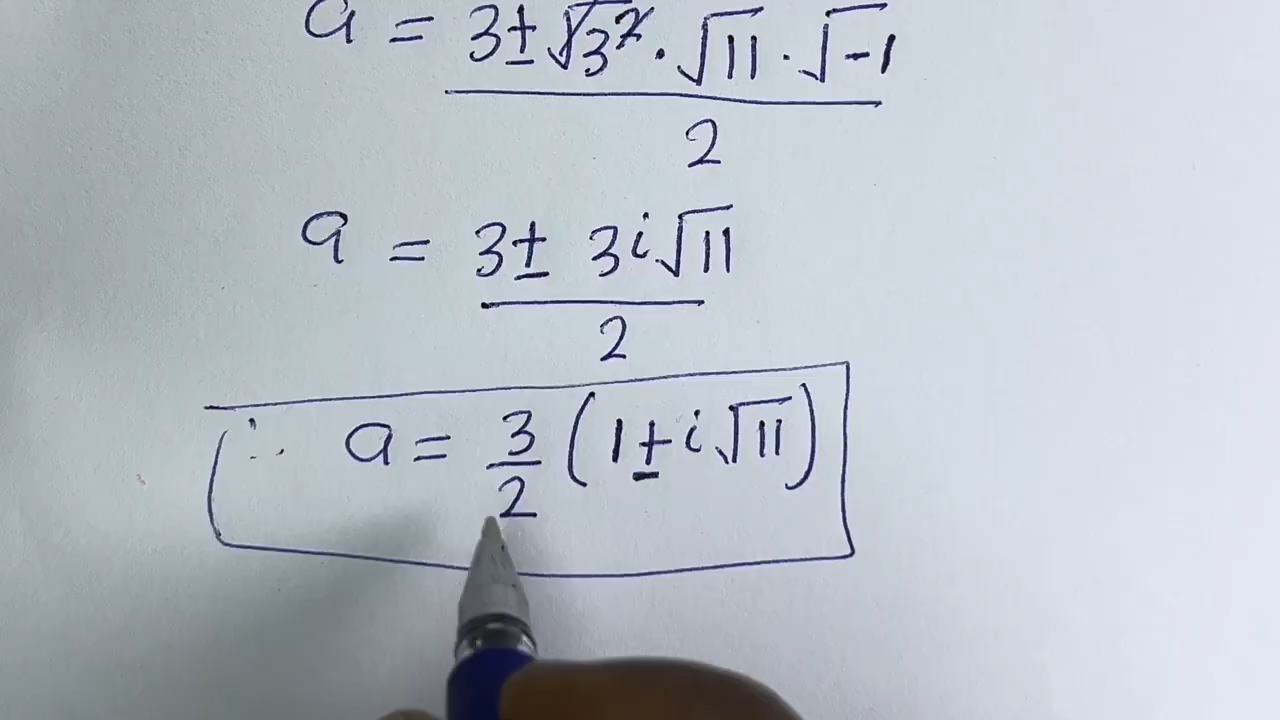 a = 3±√3² · √11 · √-1
2
a = 3± 3i√11
2
∴ a = 3/2 (1±i√11)